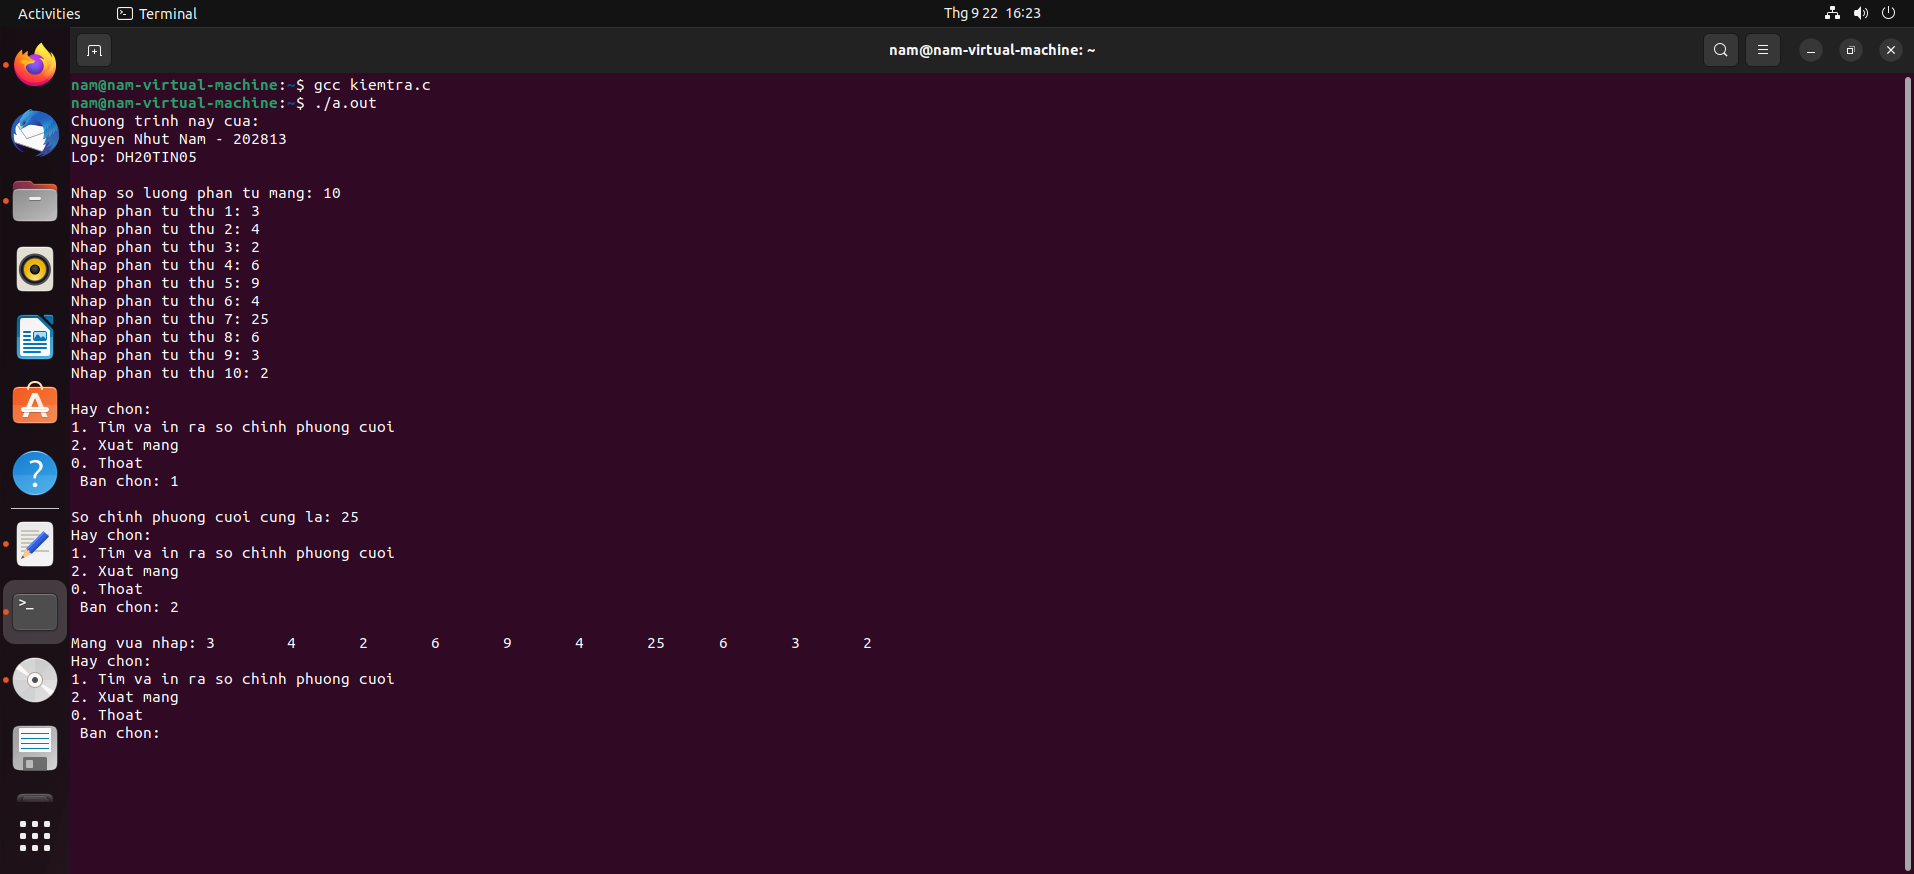 Activities Terminal Thg 9 22 16:23
nam@nam-virtual-machine: ~
nam@nam-virtual-machine:~$ gcc kiemtra.c
nam@nam-virtual-machine:~$ ./a.out
Chuong trinh nay cua:
Nguyen Nhut Nam - 202813
Lop: DH20TIN05
Nhap so luong phan tu mang: 10
Nhap phan tu thu 1: 3
Nhap phan tu thu 2: 4
Nhap phan tu thu 3: 2
Nhap phan tu thu 4: 6
Nhap phan tu thu 5: 9
Nhap phan tu thu 6: 4
Nhap phan tu thu 7: 25
Nhap phan tu thu 8: 6
Nhap phan tu thu 9: 3
Nhap phan tu thu 10: 2
Hay chon:
1. Tim va in ra so chinh phuong cuoi
2. Xuat mang
0. Thoat
Ban chon: 1
So chinh phuong cuoi cung la: 25
Hay chon:
1. Tim va in ra so chinh phuong cuoi
2. Xuat mang
0. Thoat
Ban chon: 2
Mang vua nhap: 3 4 2 6 9 4 25 6 3 2
Hay chon:
1. Tim va in ra so chinh phuong cuoi
2. Xuat mang
0. Thoat
Ban chon: